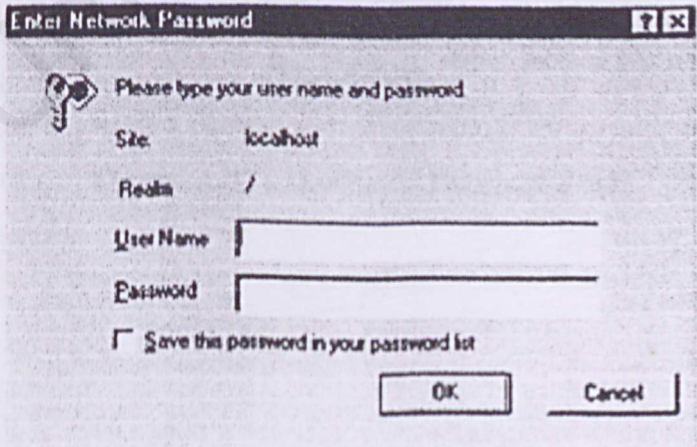 Enter Network Password
Please type your user name and password
Site: localhost
Realm /
User Name
Password
Save this password in your password list
OK Cancel